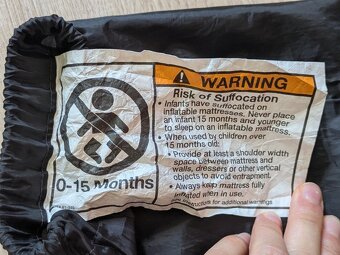 WARNING
Risk of Suffocation
• Infants have suffocated on
inflatable mattresses. Never place
an infant 15 months and younger
to sleep on an inflatable mattress.
• When used by children over
15 months old:
• Provide at least a shoulder width
space between mattress and
walls, dressers or other vertical
objects to avoid entrapment.
• Always keep mattress fully
inflated when in use.
for additional warnings
0-15 Months